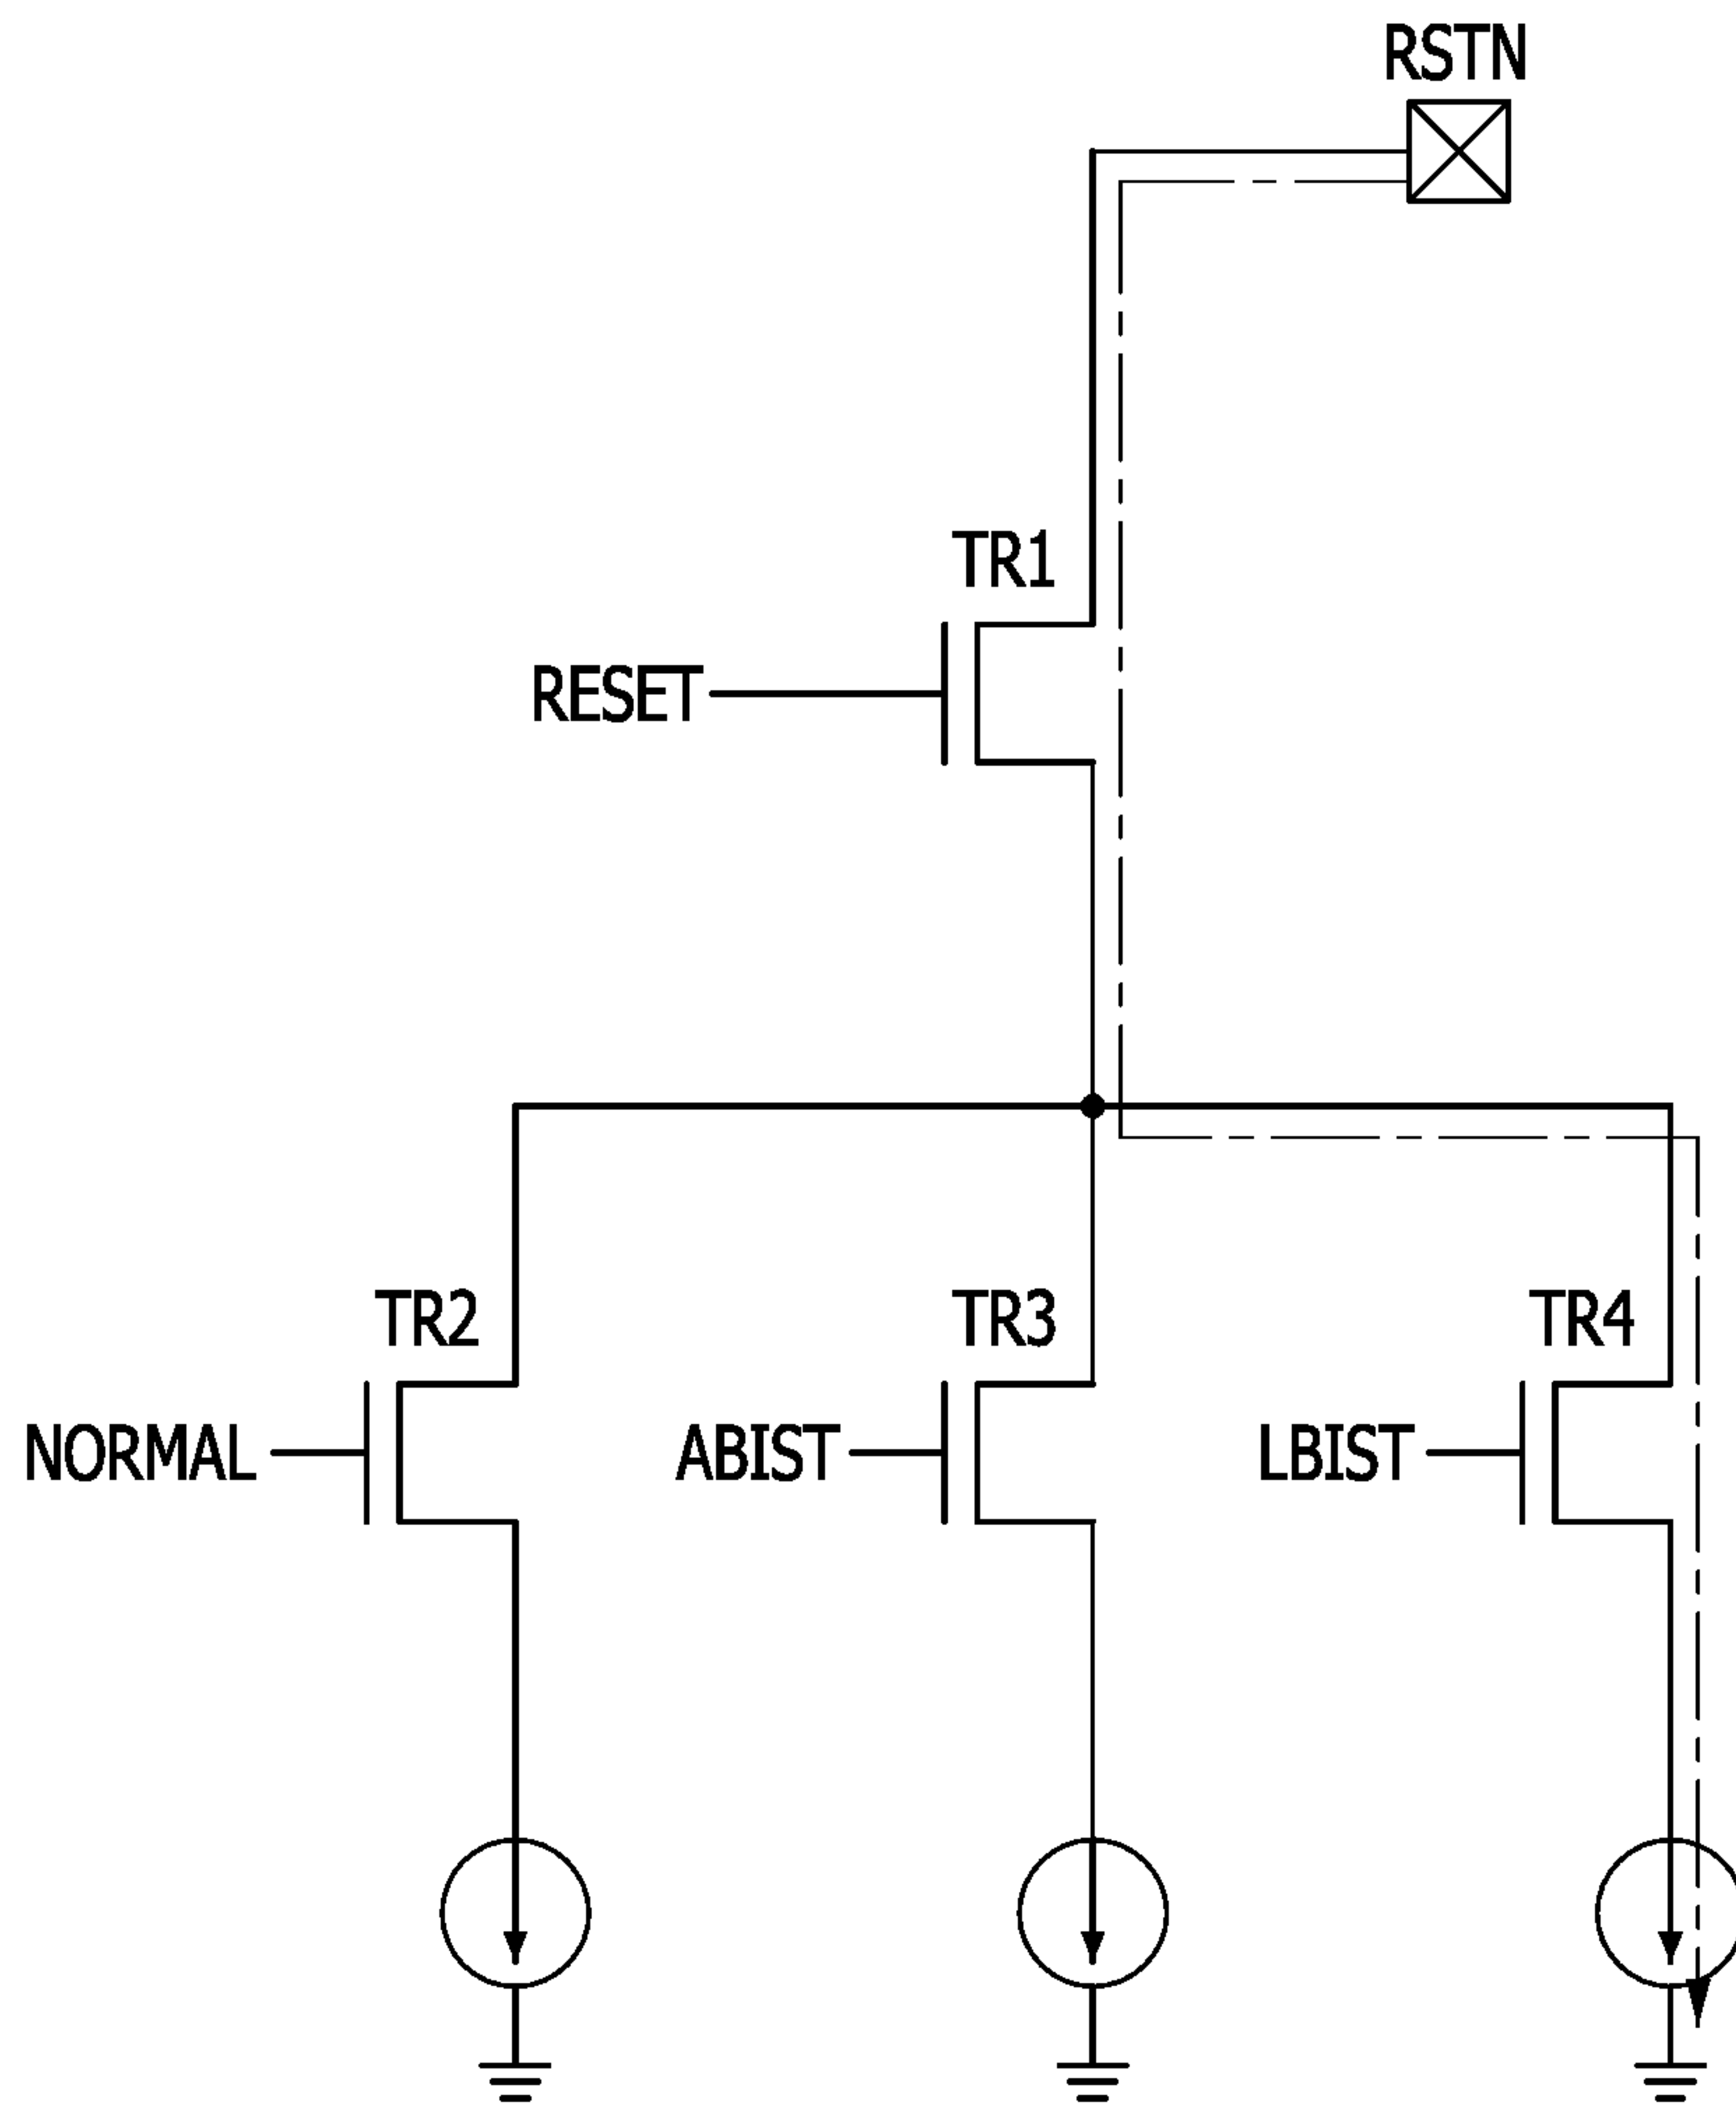 RSTN
TR1
RESET
TR2
TR3
TR4
NORMAL
ABIST
LBIST